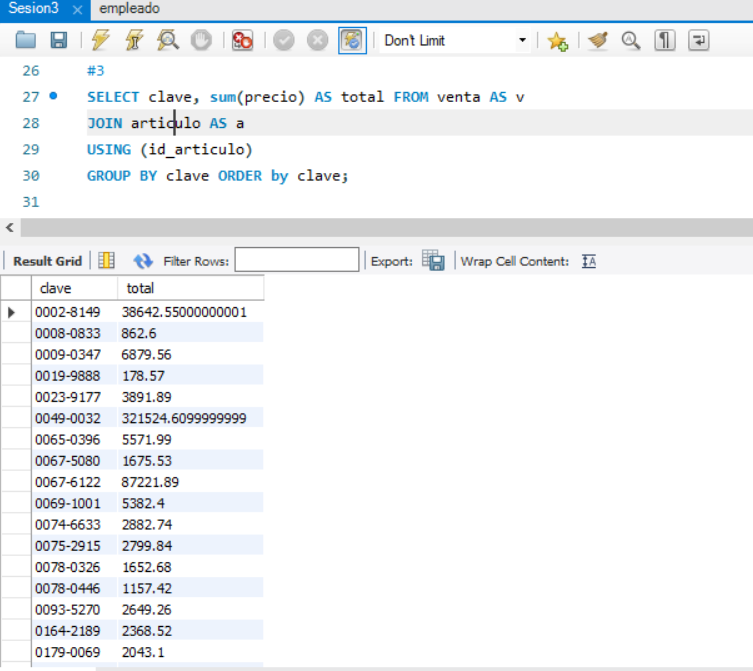 Sesion3 empleado
Don't Limit
26 #3
27 SELECT clave, sum(precio) AS total FROM venta AS v
28 JOIN articulo AS a
29 USING (id_articulo)
30 GROUP BY clave ORDER by clave;
31
Result Grid Filter Rows: Export: Wrap Cell Content: IA
clave total
0002-8149 38642.55000000001
0008-0833 862.6
0009-0347 6879.56
0019-9888 178.57
0023-9177 3891.89
0049-0032 321524.6099999999
0065-0396 5571.99
0067-5080 1675.53
0067-6122 87221.89
0069-1001 5382.4
0074-6633 2882.74
0075-2915 2799.84
0078-0326 1652.68
0078-0446 1157.42
0093-5270 2649.26
0164-2189 2368.52
0179-0069 2043.1